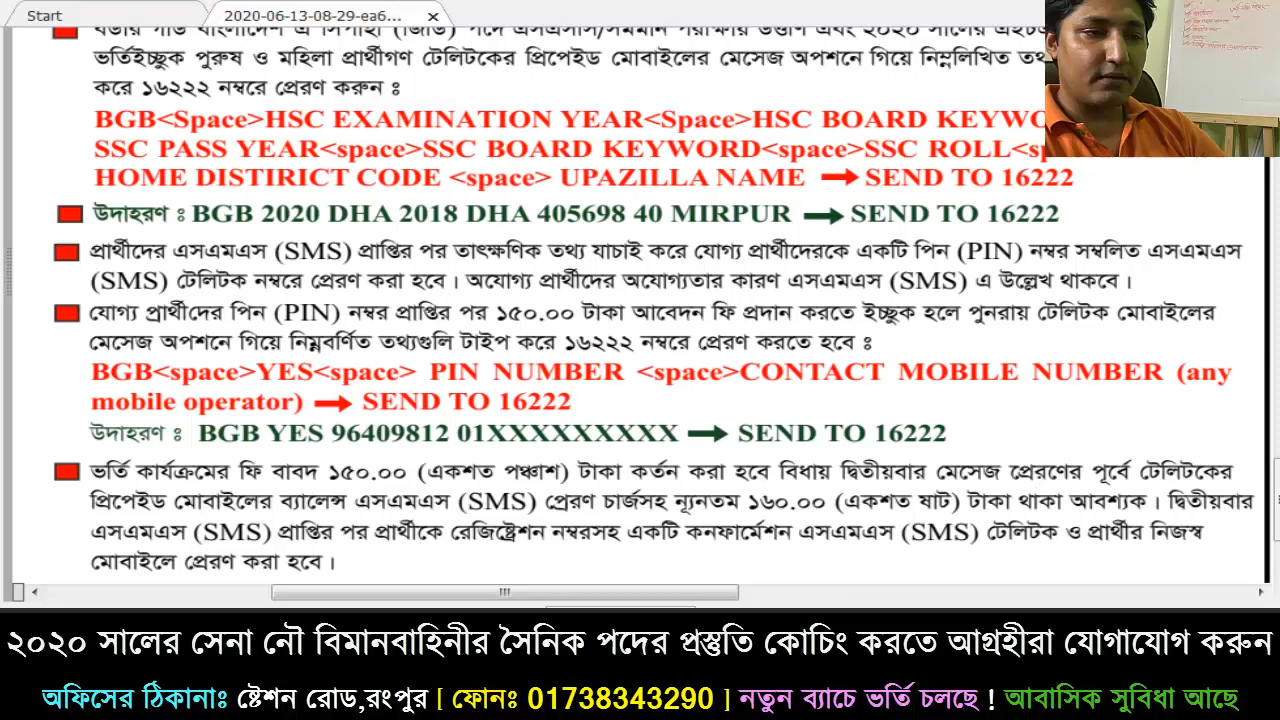 Start
2020-06-13-08-29-ea6...
বর্ডার গার্ড বাংলাদেশ এ সিপাহী (জিডি) পদে এসএসসি/সমমান পরীক্ষায় উত্তীর্ণ এবং ২০২০ সালের
ভর্তিইচ্ছুক পুরুষ ও মহিলা প্রার্থীগণ টেলিটকের প্রিপেইড মোবাইলের মেসেজ অপশনে গিয়ে নিম্নলিখিত
করে ১৬২২২ নম্বরে প্রেরণ করুন ঃ
BGB<Space>HSC EXAMINATION YEAR<Space>HSC BOARD
SSC PASS YEAR<space>SSC BOARD KEYWORD<space>SSC ROLL
HOME DISTIRICT CODE <space> UPAZILLA NAME → SEND TO 16222
উদাহরণ ঃ BGB 2020 DHA 2018 DHA 405698 40 MIRPUR → SEND TO 16222
প্রার্থীদের এসএমএস (SMS) প্রাপ্তির পর তাৎক্ষণিক তথ্য যাচাই করে যোগ্য প্রার্থীদেরকে একটি পিন (PIN) নম্বর সম্বলিত এসএমএস
(SMS) টেলিটক নম্বরে প্রেরণ করা হবে। অযোগ্য প্রার্থীদের অযোগ্যতার কারণ এসএমএস (SMS) এ উল্লেখ থাকবে।
যোগ্য প্রার্থীদের পিন (PIN) নম্বর প্রাপ্তির পর ১৫০.০০ টাকা আবেদন ফি প্রদান করতে ইচ্ছুক হলে পুনরায় টেলিটক মোবাইলের
মেসেজ অপশনে গিয়ে নিম্নবর্ণিত তথ্যগুলি টাইপ করে ১৬২২২ নম্বরে প্রেরণ করতে হবে ঃ
BGB<space>YES<space> PIN NUMBER <space>CONTACT MOBILE NUMBER (any
mobile operator) → SEND TO 16222
উদাহরণ ঃ BGB YES 96409812 01XXXXXXXXX → SEND TO 16222
ভর্তি কার্যক্রমের ফি বাবদ ১৫০.০০ (একশত পঞ্চাশ) টাকা কর্তন করা হবে বিধায় দ্বিতীয়বার মেসেজ প্রেরণের পূর্বে টেলিটকের
প্রিপেইড মোবাইলের ব্যালেন্স এসএমএস (SMS) প্রেরণ চার্জসহ ন্যূনতম ১৬০.০০ (একশত ষাট) টাকা থাকা আবশ্যক। দ্বিতীয়বার
এসএমএস (SMS) প্রাপ্তির পর প্রার্থীকে রেজিষ্ট্রেশন নম্বরসহ একটি কনফার্মেশন এসএমএস (SMS) টেলিটক ও প্রার্থীর নিজস্ব
মোবাইলে প্রেরণ করা হবে।
২০২০ সালের সেনা নৌ বিমানবাহিনীর সৈনিক পদের প্রস্তুতি কোচিং করতে আগ্রহীরা যোগাযোগ করুন
অফিসের ঠিকানাঃ ষ্টেশন রোড,রংপুর [ ফোনঃ 01738343290 ] নতুন ব্যাচে ভর্তি চলছে ! আবাসিক সুবিধা আছে